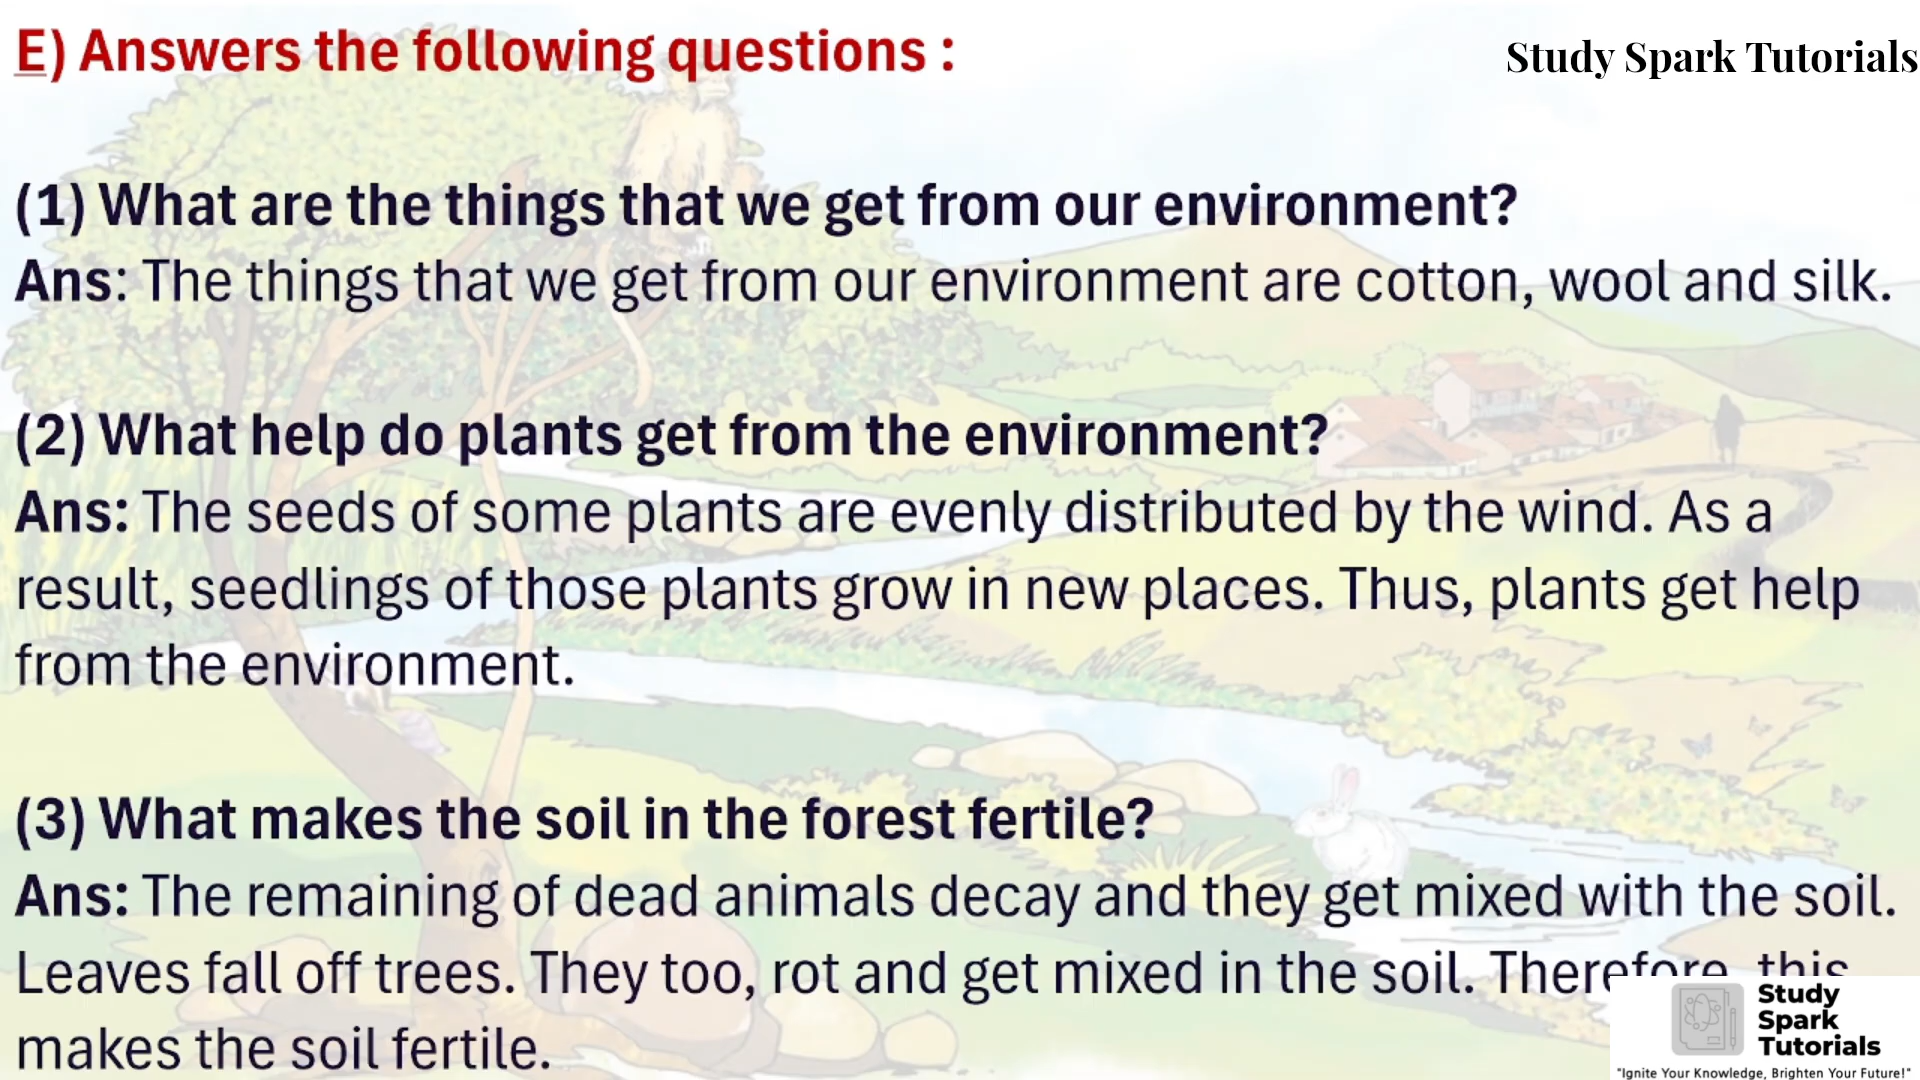 E) Answers the following questions :
Study Spark Tutorials
(1) What are the things that we get from our environment?
Ans: The things that we get from our environment are cotton, wool and silk.
(2) What help do plants get from the environment?
Ans: The seeds of some plants are evenly distributed by the wind. As a
result, seedlings of those plants grow in new places. Thus, plants get help
from the environment.
(3) What makes the soil in the forest fertile?
Ans: The remaining of dead animals decay and they get mixed with the soil.
Leaves fall off trees. They too, rot and get mixed in the soil. Therefore, this
makes the soil fertile.
Study
Spark
Tutorials
"Ignite Your Knowledge, Brighten Your Future!"